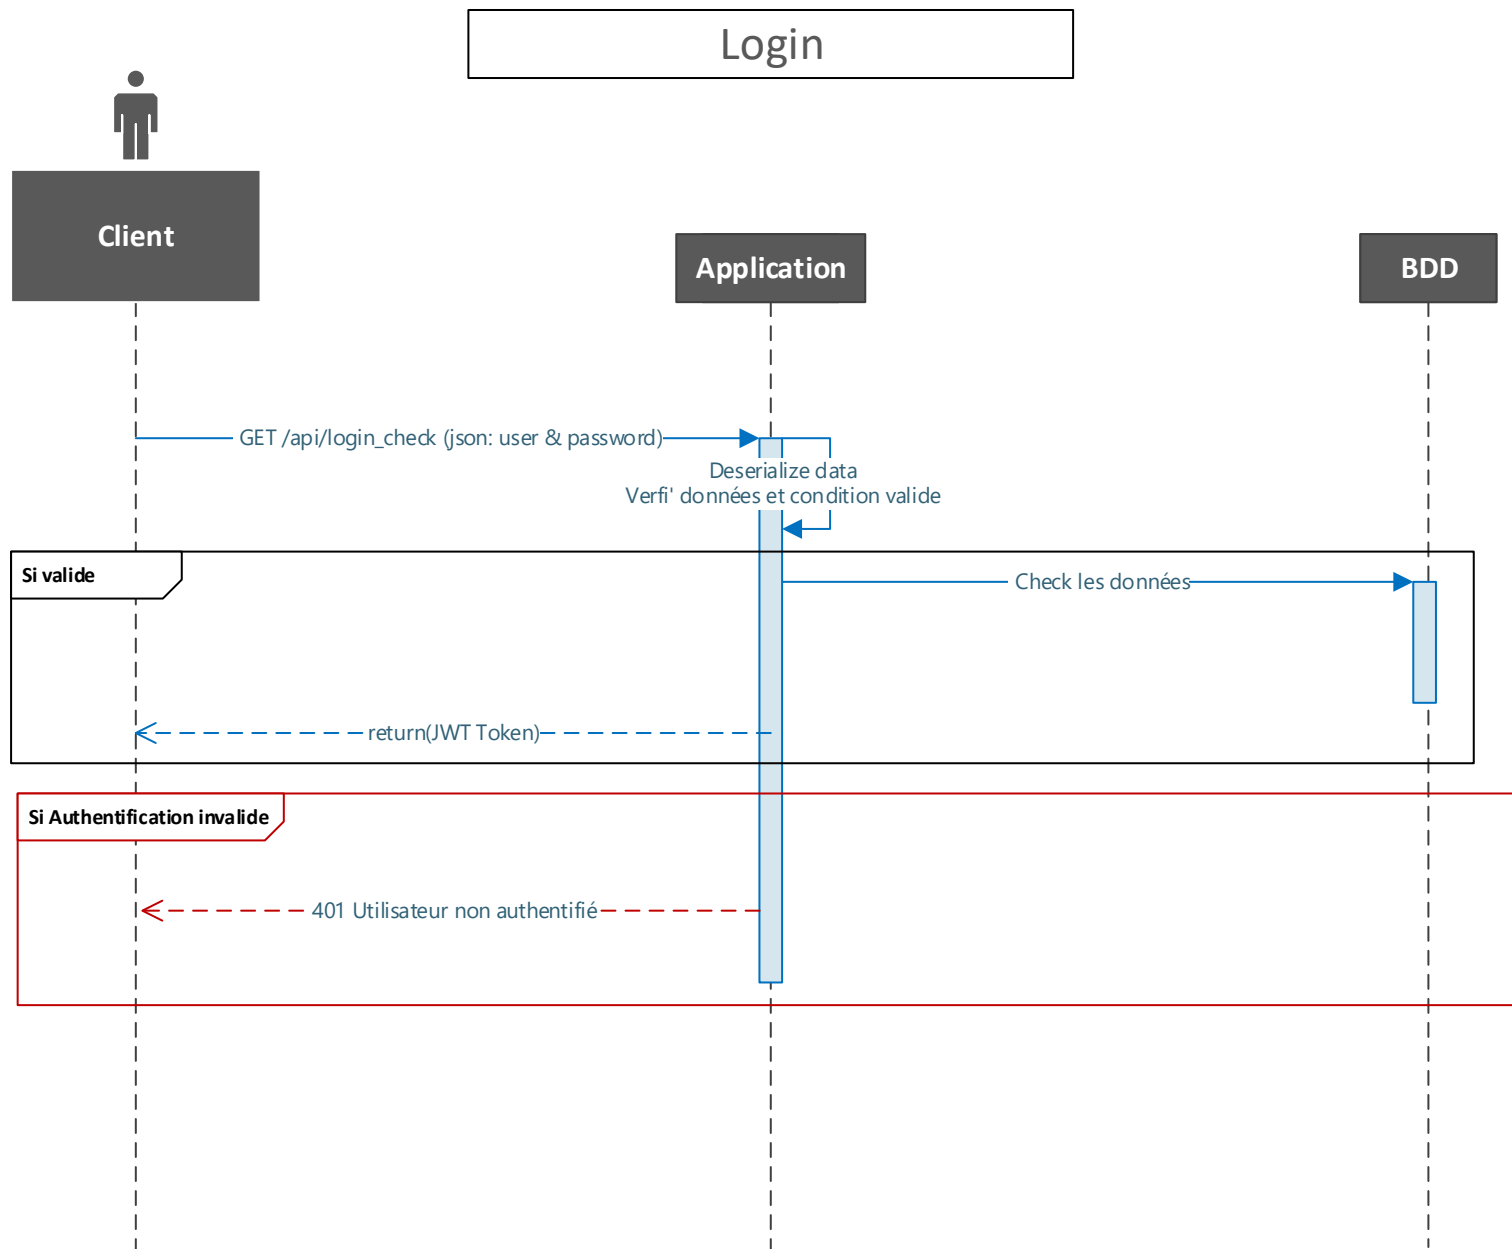 Login
Client
Application
BDD
GET /api/login_check (json: user & password)
Deserialize data
Verfi' données et condition valide
Si valide
Check les données
return(JWT Token)
Si Authentification invalide
401 Utilisateur non authentifié